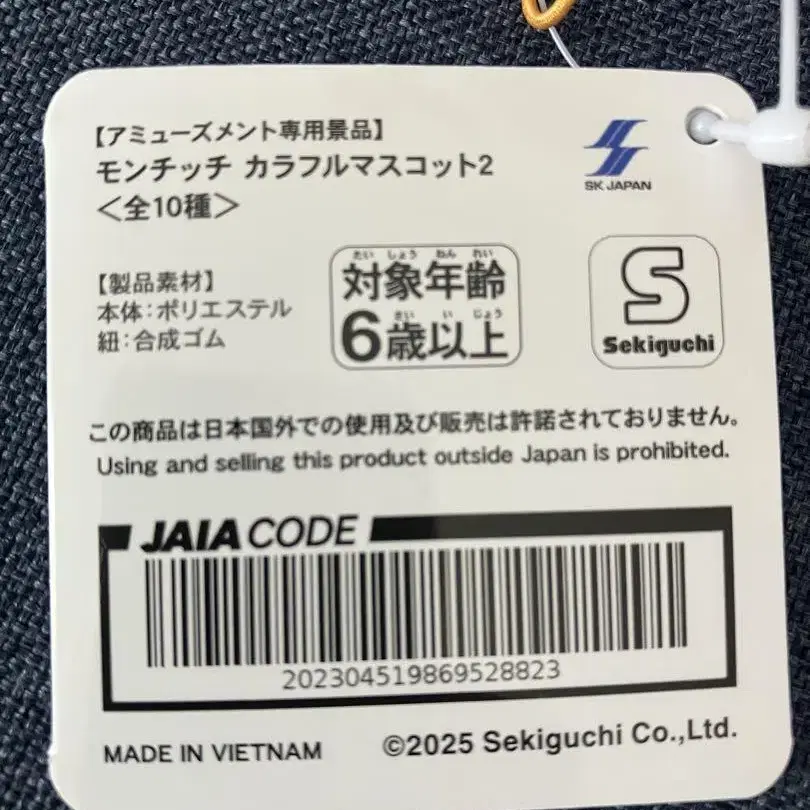 【アミューズメント専用景品】
モンチッチ カラフルマスコット2
＜全10種＞
SK JAPAN
【製品素材】
本体：ポリエステル
紐：合成ゴム
たい しょう ねん れい
対象年齢
さい い じょう
6歳以上
S
Sekiguchi
この商品は日本国外での使用及び販売は許諾されておりません。
Using and selling this product outside Japan is prohibited.
JAIA CODE
202304519869528823
MADE IN VIETNAM
©2025 Sekiguchi Co.,Ltd.